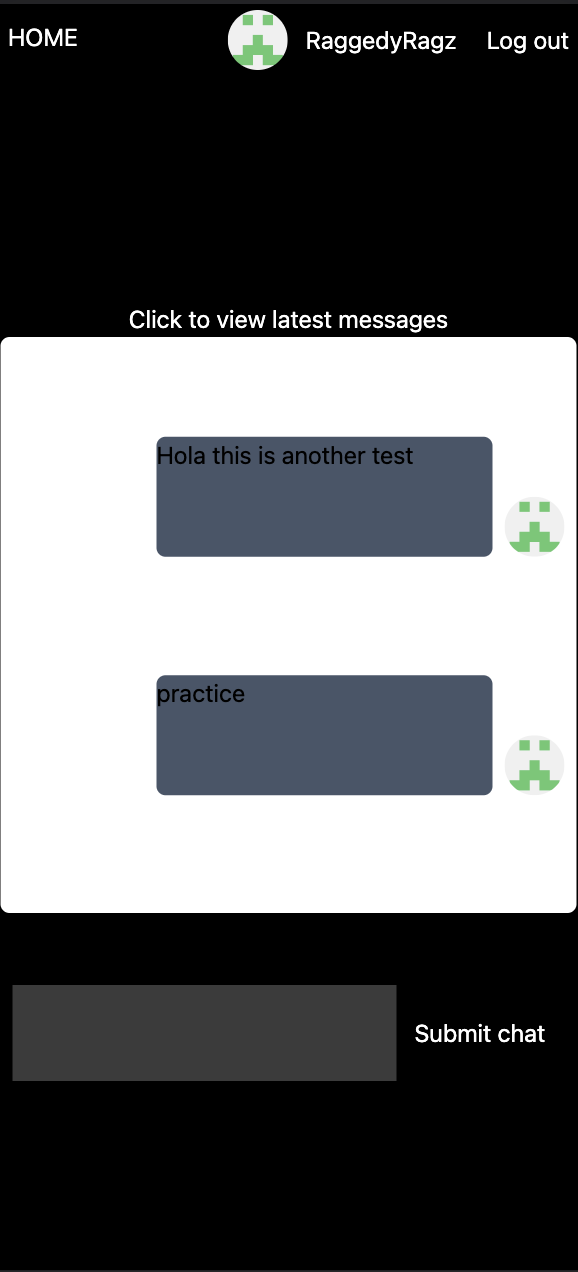 HOME RaggedyRagz Log out
Click to view latest messages
Hola this is another test
practice
Submit chat